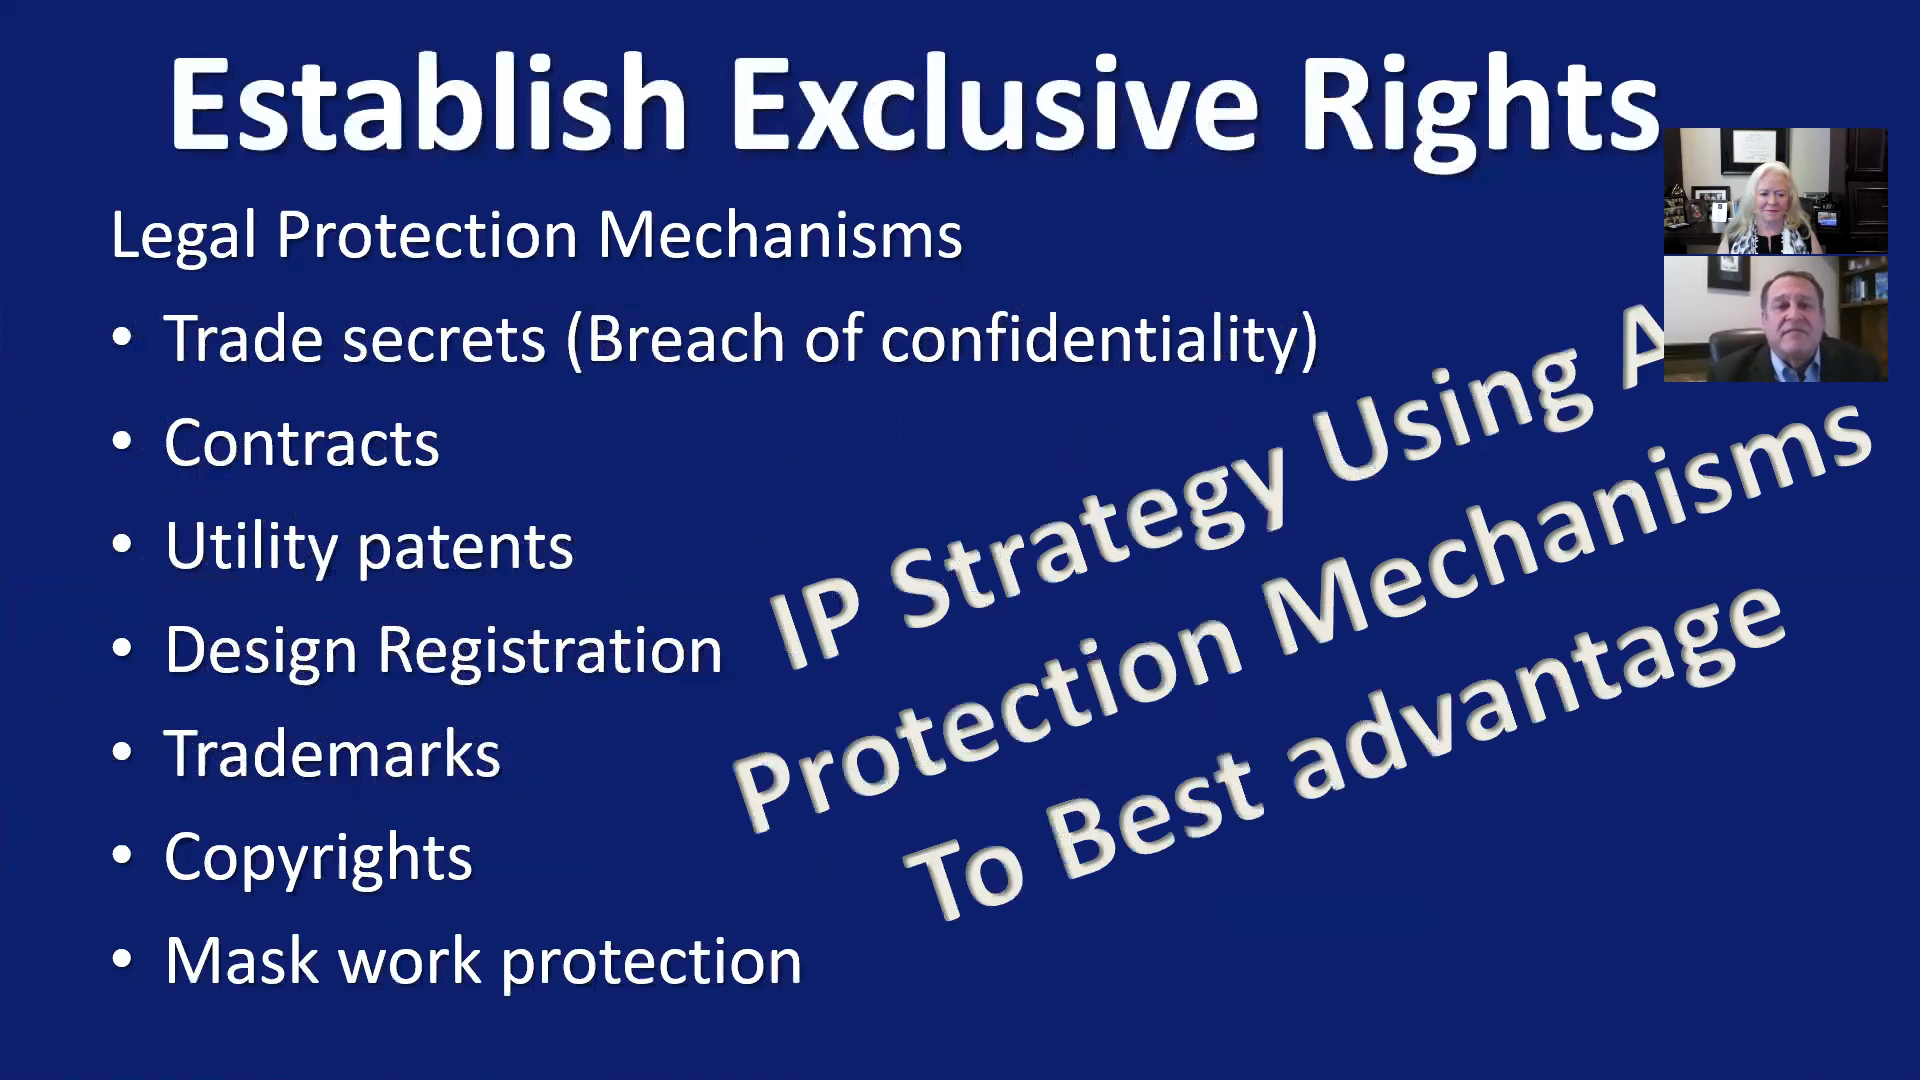 Establish Exclusive Rights
Legal Protection Mechanisms
• Trade secrets (Breach of confidentiality)
• Contracts
• Utility patents
• Design Registration
• Trademarks
• Copyrights
• Mask work protection
IP Strategy Using
Protection Mechanisms
To Best advantage